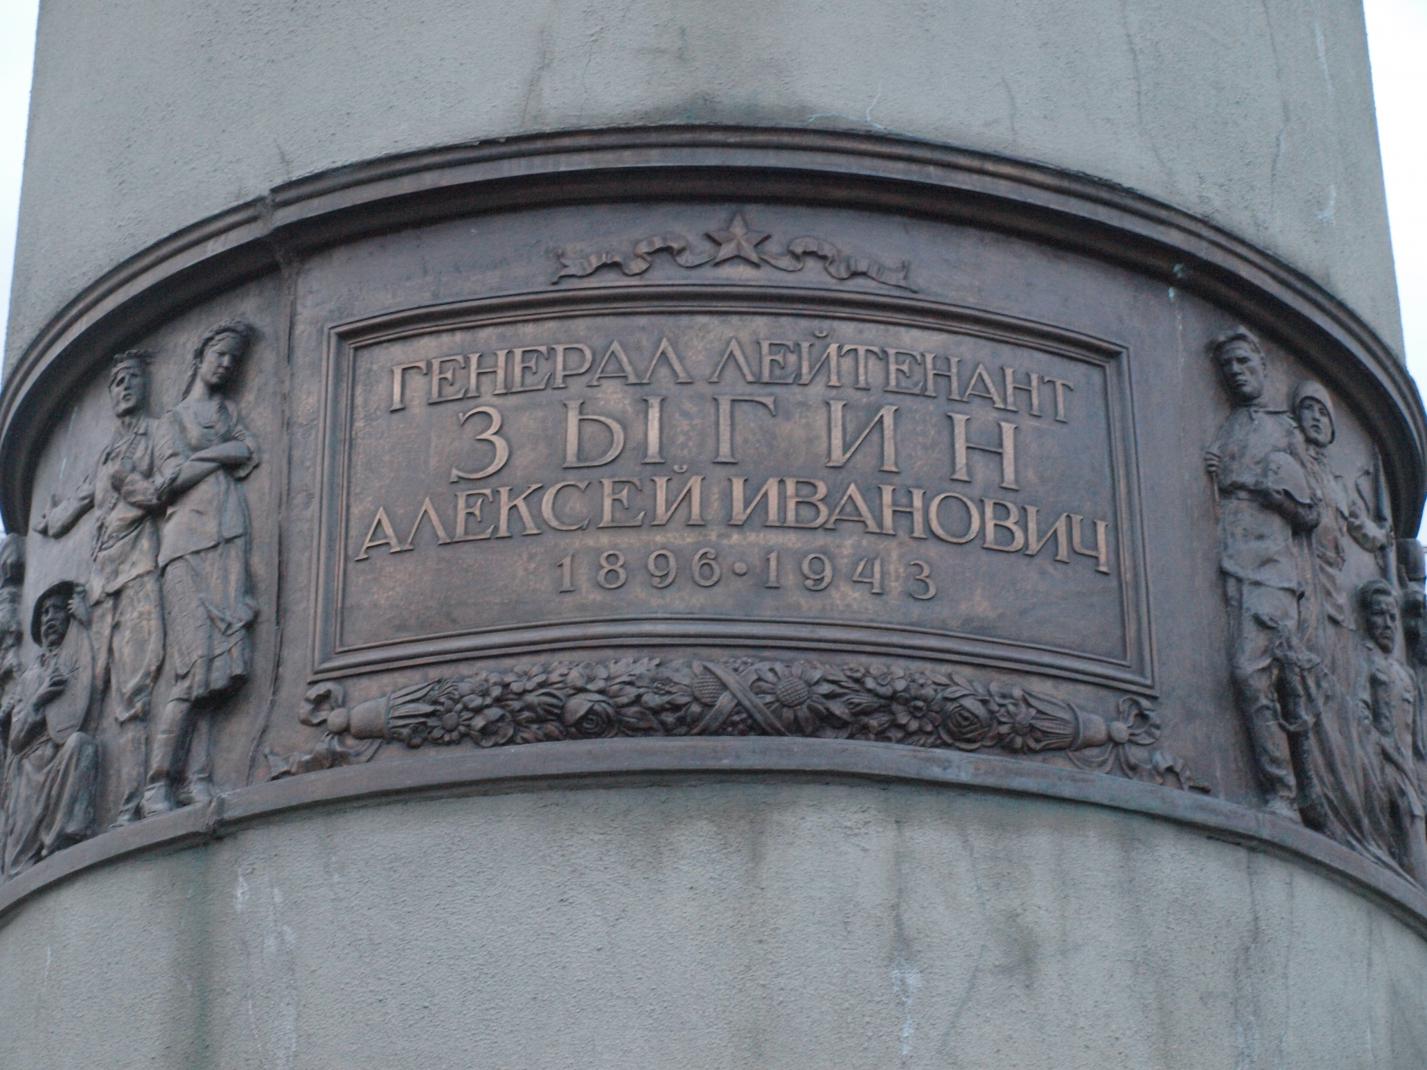 ГЕНЕРАЛ ЛЕЙТЕНАНТ
ЗЫГИН
АЛЕКСЕЙ ИВАНОВИЧ
1896·1943